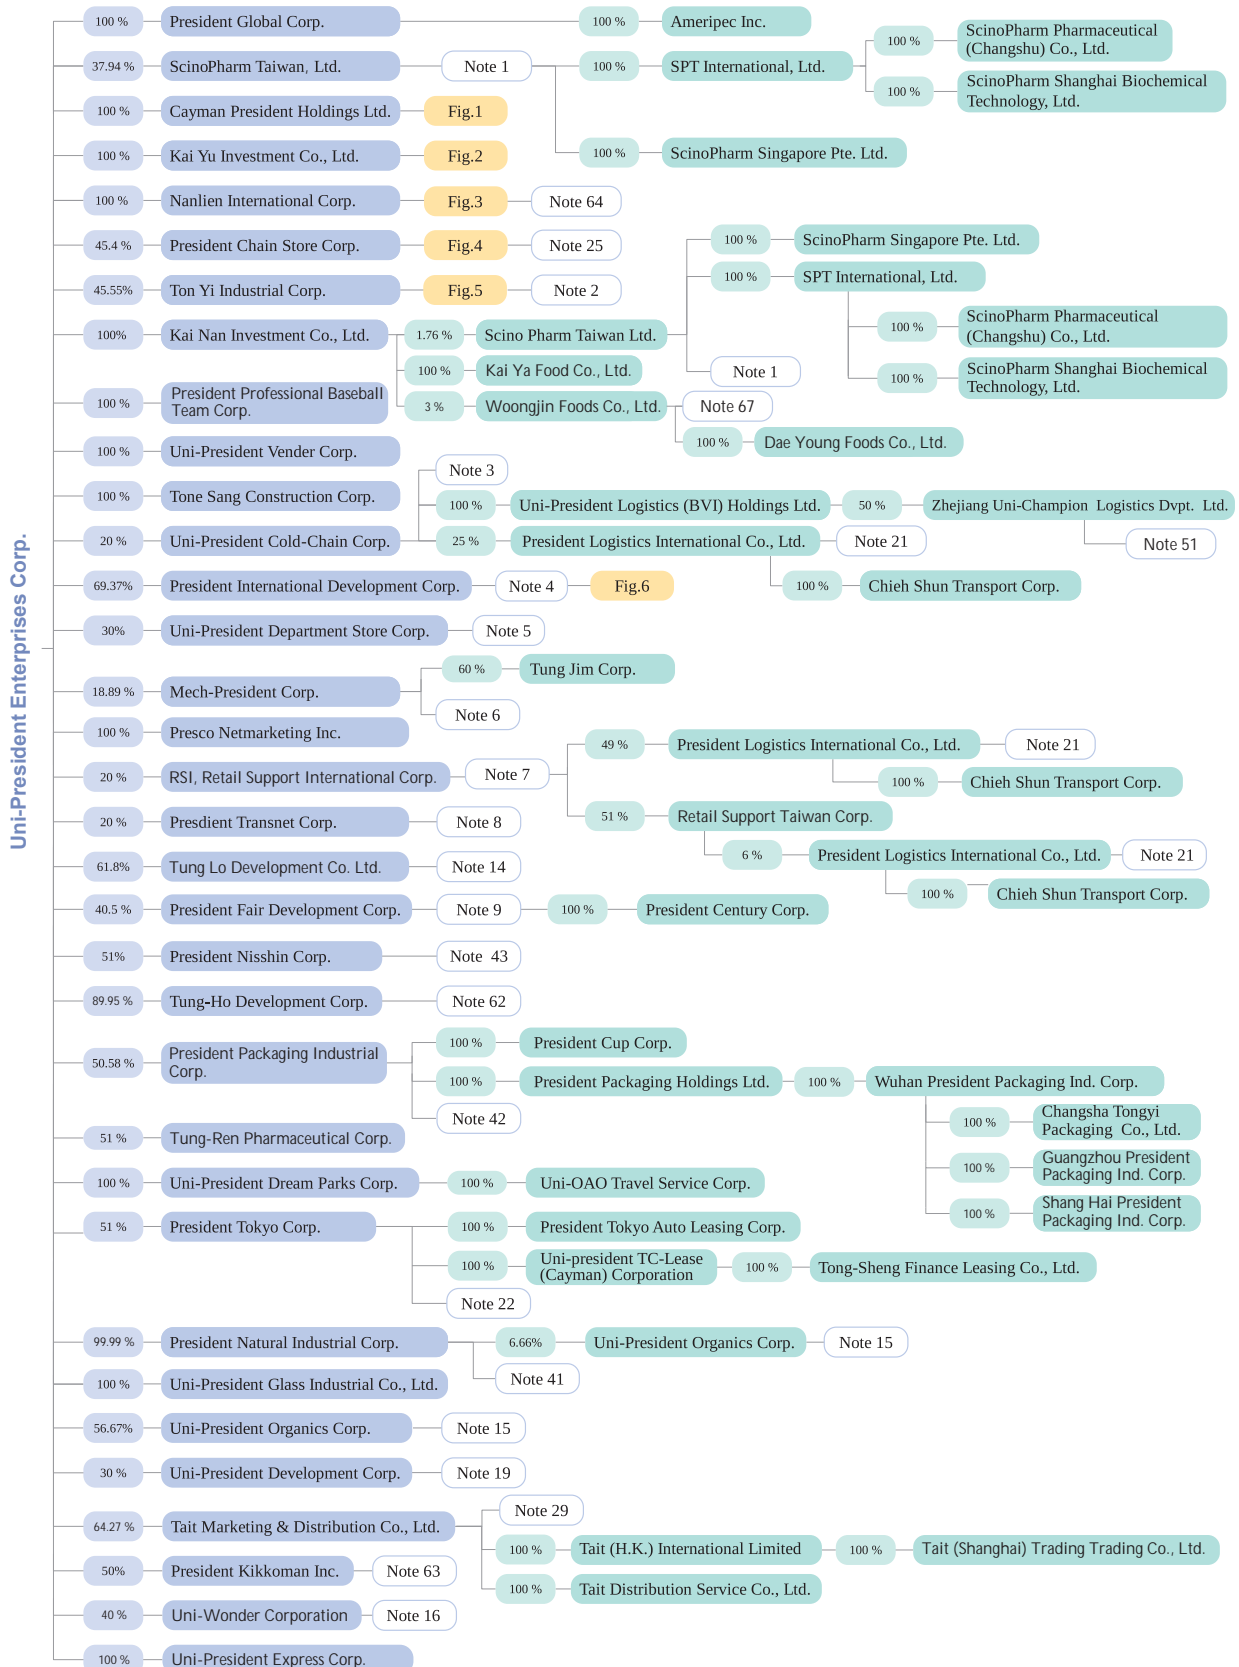 Uni-President Enterprises Corp.
100 % President Global Corp. 100 % Ameripec Inc.
37.94 % ScinoPharm Taiwan, Ltd. Note 1 100 % SPT International, Ltd.
100 % ScinoPharm Pharmaceutical
(Changshu) Co., Ltd.
100 % ScinoPharm Shanghai Biochemical
Technology, Ltd.
100 % ScinoPharm Singapore Pte. Ltd.
100 % Cayman President Holdings Ltd. Fig.1
100 % Kai Yu Investment Co., Ltd. Fig.2
100 % Nanlien International Corp. Fig.3 Note 64
45.4 % President Chain Store Corp. Fig.4 Note 25
45.55% Ton Yi Industrial Corp. Fig.5 Note 2
100% Kai Nan Investment Co., Ltd. 1.76 % Scino Pharm Taiwan Ltd.
100 % ScinoPharm Singapore Pte. Ltd.
100 % SPT International, Ltd.
100 % ScinoPharm Pharmaceutical
(Changshu) Co., Ltd.
100 % ScinoPharm Shanghai Biochemical
Technology, Ltd.
Note 1
100 % Kai Ya Food Co., Ltd.
3 % Woongjin Foods Co., Ltd. Note 67
100 % Dae Young Foods Co., Ltd.
100 % President Professional Baseball
Team Corp.
100 % Uni-President Vender Corp.
100 % Tone Sang Construction Corp.
20 % Uni-President Cold-Chain Corp.
Note 3
100 % Uni-President Logistics (BVI) Holdings Ltd. 50 % Zhejiang Uni-Champion Logistics Dvpt. Ltd.
Note 51
25 % President Logistics International Co., Ltd. Note 21
100 % Chieh Shun Transport Corp.
69.37% President International Development Corp. Note 4 Fig.6
30% Uni-President Department Store Corp. Note 5
18.89 % Mech-President Corp.
60 % Tung Jim Corp.
Note 6
100 % Presco Netmarketing Inc.
20 % RSI, Retail Support International Corp. Note 7
49 % President Logistics International Co., Ltd. Note 21
100 % Chieh Shun Transport Corp.
51 % Retail Support Taiwan Corp.
6 % President Logistics International Co., Ltd. Note 21
100 % Chieh Shun Transport Corp.
20 % Presdient Transnet Corp. Note 8
61.8% Tung Lo Development Co. Ltd. Note 14
40.5 % President Fair Development Corp. Note 9 100 % President Century Corp.
51% President Nisshin Corp. Note 43
89.95 % Tung-Ho Development Corp. Note 62
50.58 % President Packaging Industrial
Corp.
100 % President Cup Corp.
100 % President Packaging Holdings Ltd. 100 % Wuhan President Packaging Ind. Corp.
100 % Changsha Tongyi
Packaging Co., Ltd.
100 % Guangzhou President
Packaging Ind. Corp.
100 % Shang Hai President
Packaging Ind. Corp.
Note 42
51 % Tung-Ren Pharmaceutical Corp.
100 % Uni-President Dream Parks Corp. 100 % Uni-OAO Travel Service Corp.
51 % President Tokyo Corp. 100 % President Tokyo Auto Leasing Corp.
100 % Uni-president TC-Lease
(Cayman) Corporation
100 % Tong-Sheng Finance Leasing Co., Ltd.
Note 22
99.99 % President Natural Industrial Corp. 6.66% Uni-President Organics Corp. Note 15
Note 41
100 % Uni-President Glass Industrial Co., Ltd.
56.67% Uni-President Organics Corp. Note 15
30 % Uni-President Development Corp. Note 19
64.27 % Tait Marketing & Distribution Co., Ltd.
Note 29
100 % Tait (H.K.) International Limited 100 % Tait (Shanghai) Trading Trading Co., Ltd.
100 % Tait Distribution Service Co., Ltd.
50% President Kikkoman Inc. Note 63
40 % Uni-Wonder Corporation Note 16
100 % Uni-President Express Corp.